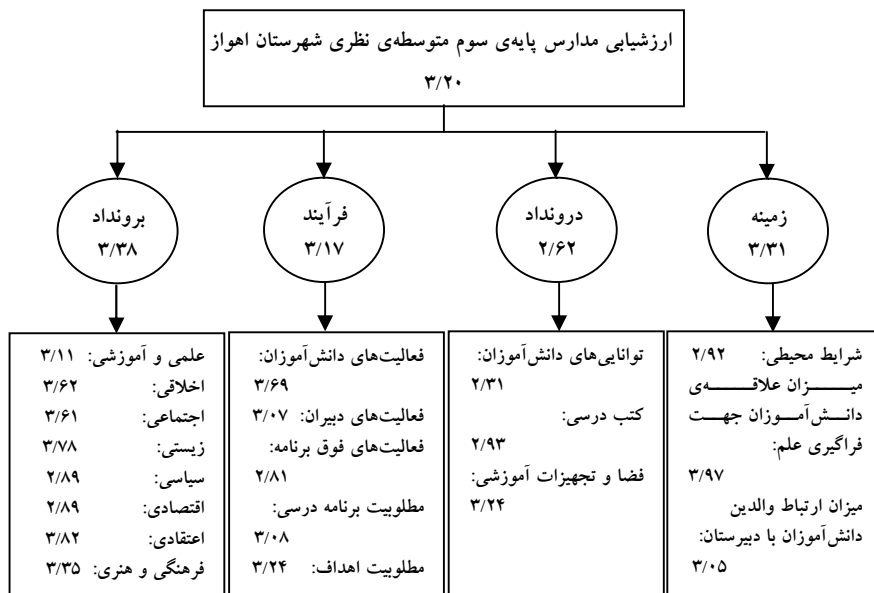 ارزشیابی مدارس پایه‌ی سوم متوسطه‌ی نظری شهرستان اهواز
۳/۲۰
زمینه
۳/۳۱
درونداد
۲/۶۲
فرآیند
۳/۱۷
برونداد
۳/۳۸
شرایط محیطی: ۲/۹۲
میـــــزان علاقـــــه‌ی
دانــش‌آمــوزان جهــت
فراگیری علم:
۳/۹۷
میزان ارتباط والدین
دانش‌آموزان با دبیرستان:
۳/۰۵
توانایی‌های دانش‌آموزان:
۲/۳۱
کتب درسی:
۲/۹۳
فضا و تجهیزات آموزشی:
۳/۲۴
فعالیت‌های دانش‌آموزان:
۳/۶۹
فعالیت‌های دبیران: ۳/۰۷
فعالیت‌های فوق برنامه:
۲/۸۱
مطلوبیت برنامه درسی:
۳/۰۸
مطلوبیت اهداف: ۳/۲۴
علمی و آموزشی: ۳/۱۱
اخلاقی: ۳/۶۲
اجتماعی: ۳/۶۱
زیستی: ۳/۷۸
سیاسی: ۲/۸۹
اقتصادی: ۲/۸۹
اعتقادی: ۳/۸۲
فرهنگی و هنری: ۳/۳۵